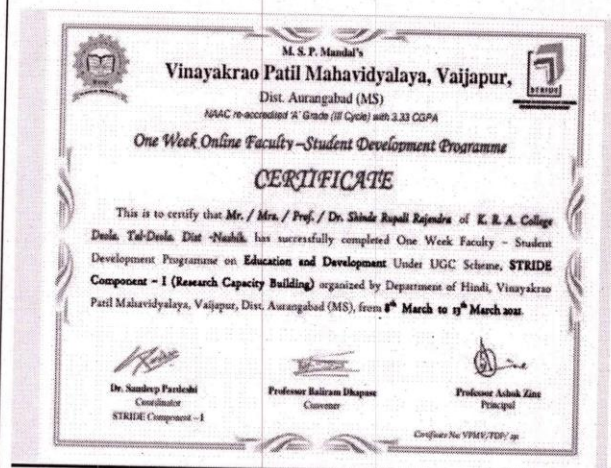 M. S. P. Mandal's
Vinayakrao Patil Mahavidyalaya, Vaijapur,
Dist. Aurangabad (MS)
NAAC re-accredited 'A' Grade (III Cycle) with 3.33 CGPA
STRIDE
One Week Online Faculty–Student Development Programme
CERTIFICATE
This is to certify that Mr. / Mrs. / Prof. / Dr. Shinde Rupali Rajendra of K. R. A. College
Deola, Tal-Deola, Dist -Nashik, has successfully completed One Week Faculty – Student
Development Programme on Education and Development Under UGC Scheme, STRIDE
Component – I (Research Capacity Building) organized by Department of Hindi, Vinayakrao
Patil Mahavidyalaya, Vaijapur, Dist. Aurangabad (MS), from 8th March to 13th March 2021.
Dr. Sandeep Pardeshi
Coordinator
STRIDE Component – I
Professor Baliram Dhapase
Convener
Professor Ashok Zine
Principal
Certificate No: VPMV/FDP/